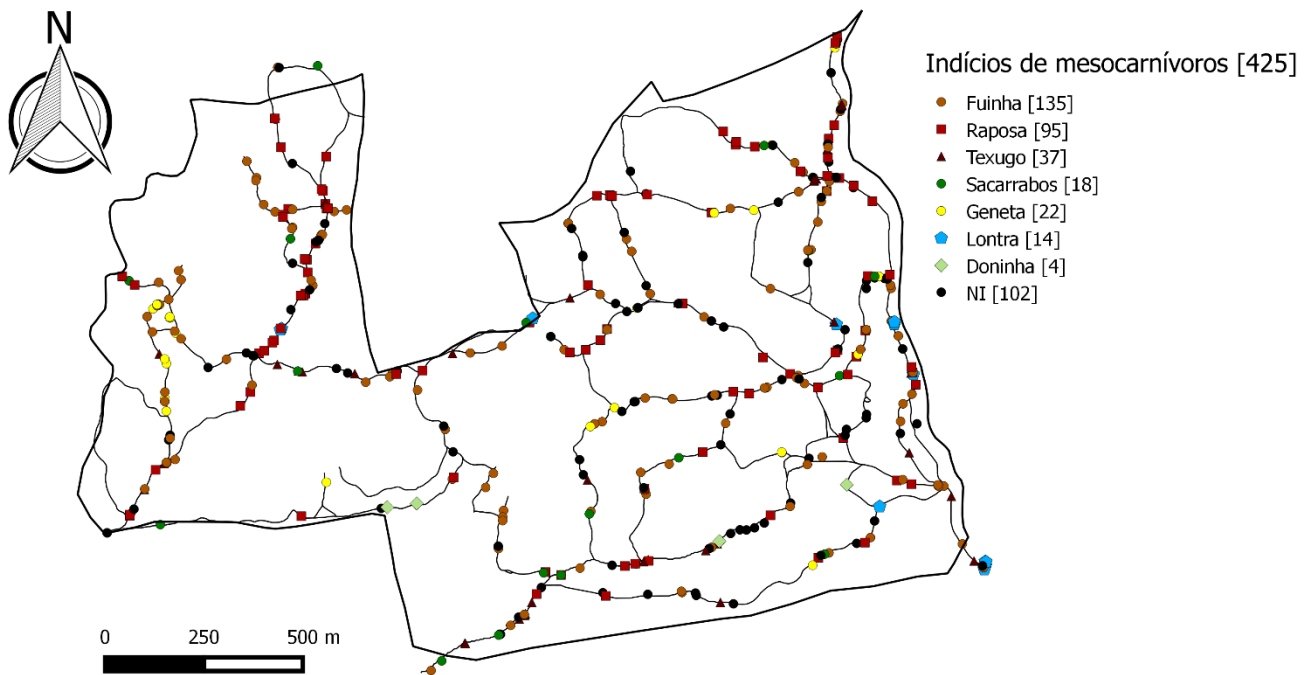 N
Indícios de mesocarnívoros [425]
Fuinha [135]
Raposa [95]
Texugo [37]
Sacarrabos [18]
Geneta [22]
Lontra [14]
Doninha [4]
NI [102]
0 250 500 m